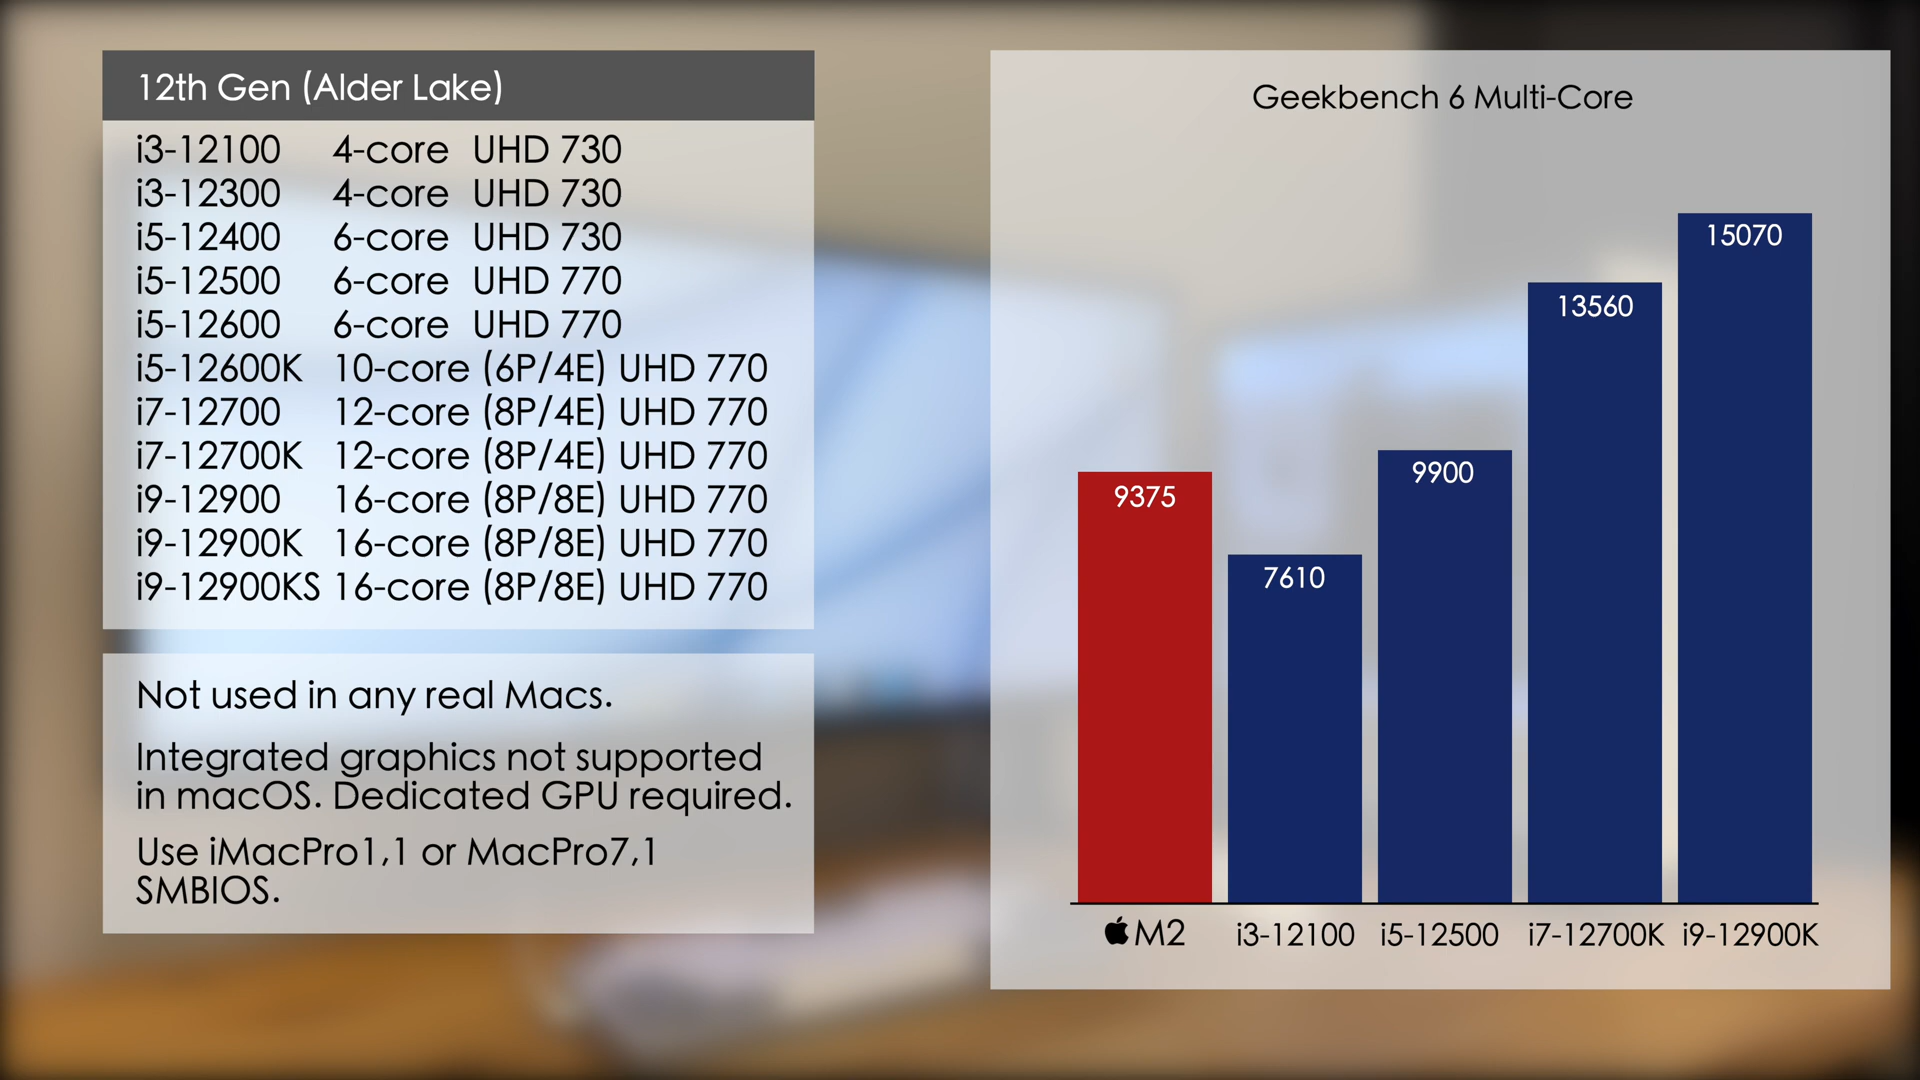 12th Gen (Alder Lake)
i3-12100 4-core UHD 730
i3-12300 4-core UHD 730
i5-12400 6-core UHD 730
i5-12500 6-core UHD 770
i5-12600 6-core UHD 770
i5-12600K 10-core (6P/4E) UHD 770
i7-12700 12-core (8P/4E) UHD 770
i7-12700K 12-core (8P/4E) UHD 770
i9-12900 16-core (8P/8E) UHD 770
i9-12900K 16-core (8P/8E) UHD 770
i9-12900KS 16-core (8P/8E) UHD 770
Not used in any real Macs.
Integrated graphics not supported
in macOS. Dedicated GPU required.
Use iMacPro1,1 or MacPro7,1
SMBIOS.
Geekbench 6 Multi-Core
15070
13560
9900
9375
7610
M2 i3-12100 i5-12500 i7-12700K i9-12900K